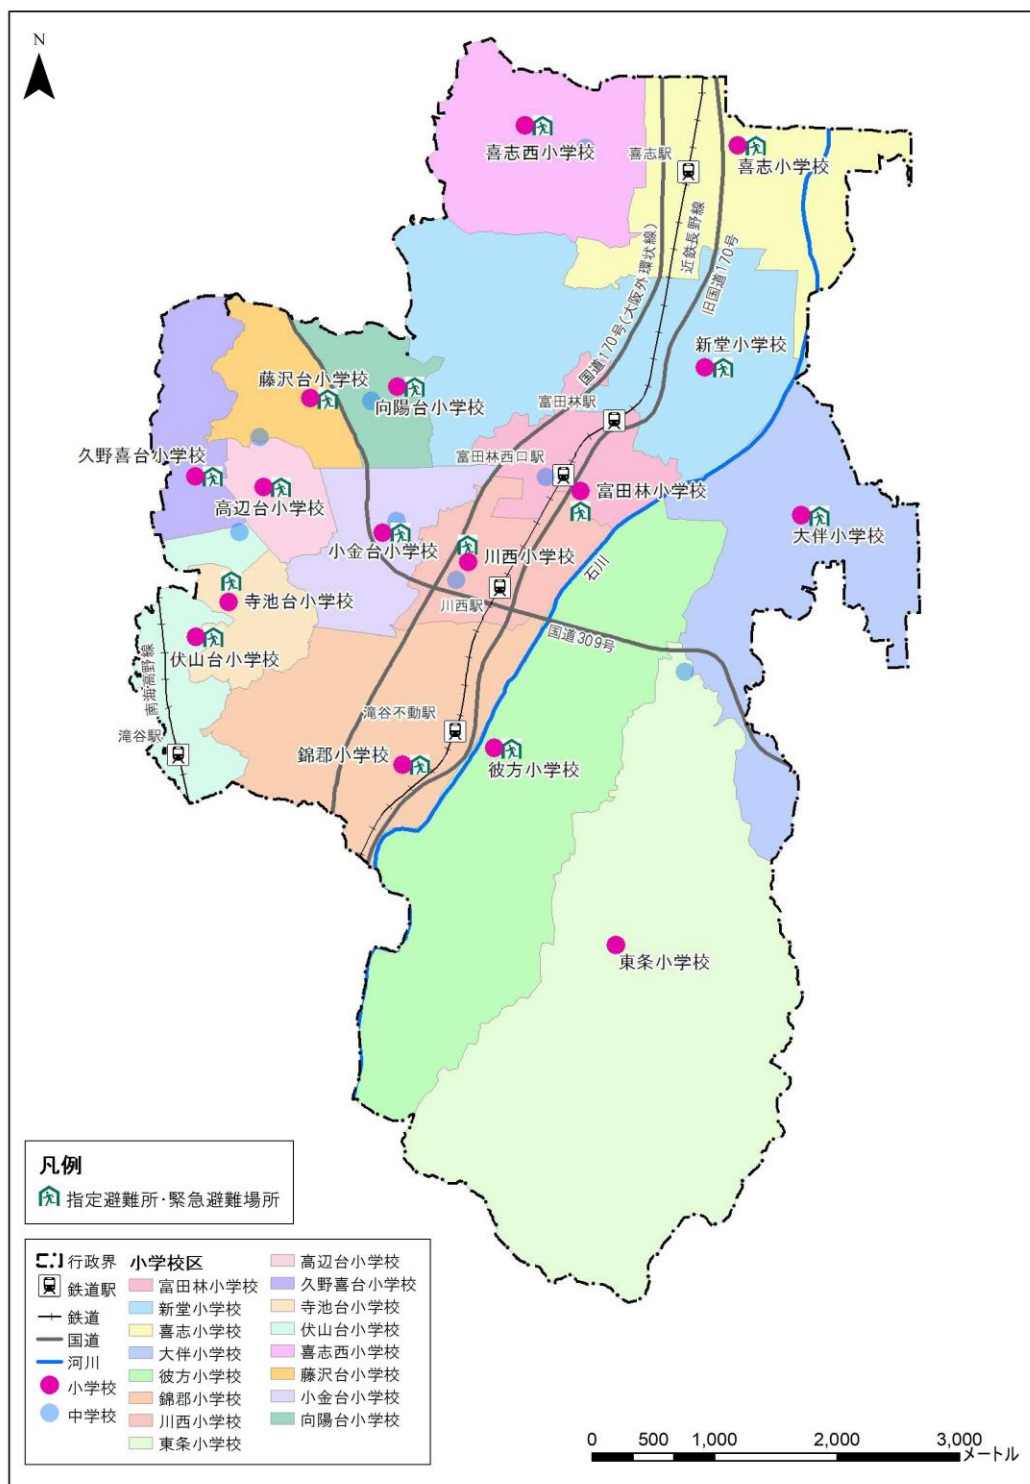 N
喜志西小学校
喜志駅
喜志小学校
近鉄長野線
国道170号(大阪外環状線)
旧国道170号
新堂小学校
藤沢台小学校
向陽台小学校
富田林駅
久野喜台小学校
富田林西口駅
高辺台小学校
富田林小学校
大伴小学校
小金台小学校
川西小学校
石川
寺池台小学校
川西駅
国道309号
伏山台小学校
南海高野線
滝谷駅
滝谷不動駅
錦郡小学校
彼方小学校
東条小学校
凡例
指定避難所・緊急避難場所
行政界
鉄道駅
鉄道
国道
河川
小学校
中学校
小学校区
富田林小学校
新堂小学校
喜志小学校
大伴小学校
彼方小学校
錦郡小学校
川西小学校
東条小学校
高辺台小学校
久野喜台小学校
寺池台小学校
伏山台小学校
喜志西小学校
藤沢台小学校
小金台小学校
向陽台小学校
0 500 1,000 2,000 3,000
メートル